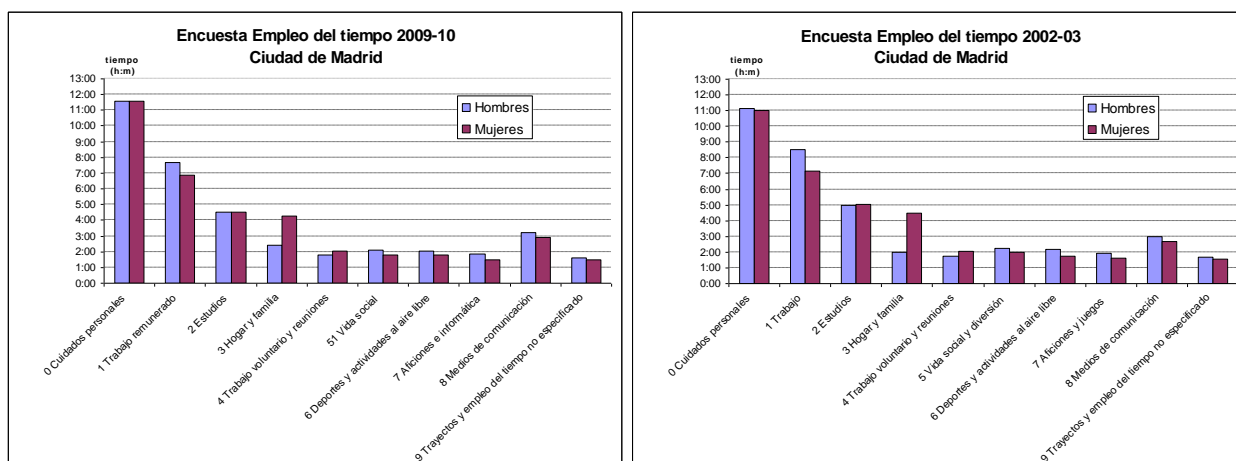 Encuesta Empleo del tiempo 2009-10
Ciudad de Madrid
tiempo
(h:m)
13:00
12:00
11:00
10:00
9:00
8:00
7:00
6:00
5:00
4:00
3:00
2:00
1:00
0:00
Hombres
Mujeres
0 Cuidados personales
1 Trabajo remunerado
2 Estudios
3 Hogar y familia
4 Trabajo voluntario y reuniones
51 Vida social
6 Deportes y actividades al aire libre
7 Aficiones e informática
8 Medios de comunicación
9 Trayectos y empleo del tiempo no especificado
Encuesta Empleo del tiempo 2002-03
Ciudad de Madrid
tiempo
(h:m)
13:00
12:00
11:00
10:00
9:00
8:00
7:00
6:00
5:00
4:00
3:00
2:00
1:00
0:00
Hombres
Mujeres
0 Cuidados personales
1 Trabajo
2 Estudios
3 Hogar y familia
4 Trabajo voluntario y reuniones
5 Vida social y diversión
6 Deportes y actividades al aire libre
7 Aficiones y juegos
8 Medios de comunicación
9 Trayectos y empleo del tiempo no especificado